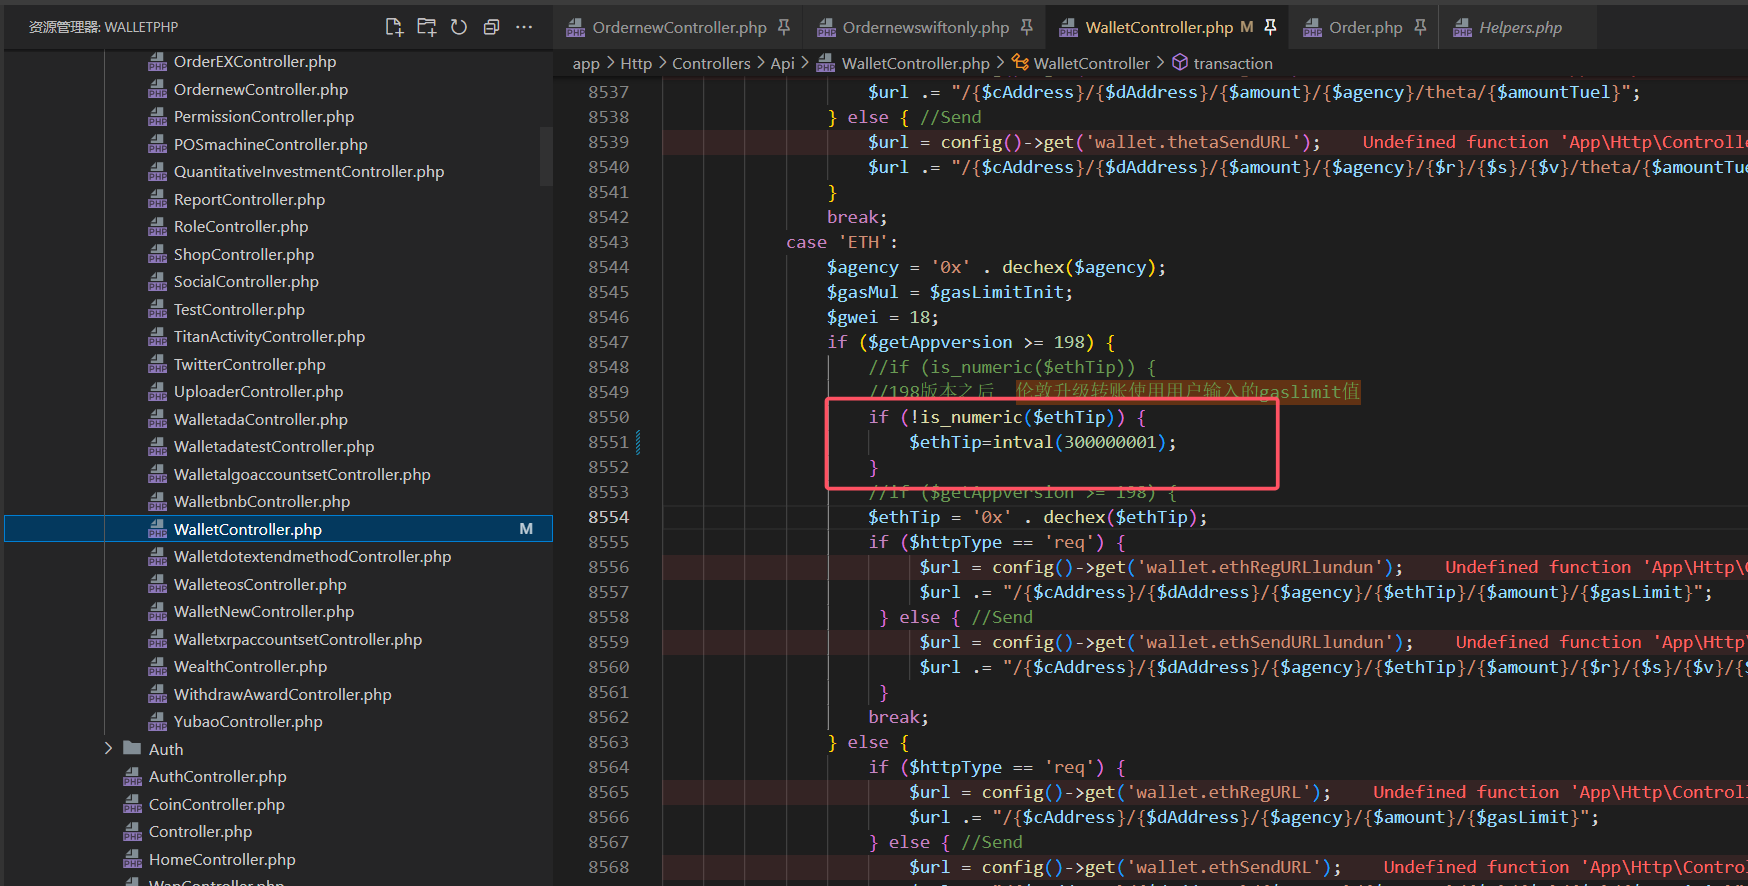 资源管理器: WALLETPHP
OrderEXController.php
OrdernewController.php
PermissionController.php
POSmachineController.php
QuantitativeInvestmentController.php
ReportController.php
RoleController.php
ShopController.php
SocialController.php
TestController.php
TitanActivityController.php
TwitterController.php
UploaderController.php
WalletadaController.php
WalletadatestController.php
WalletalgoaccountsetController.php
WalletbnbController.php
WalletController.php M
WalletdotextendmethodController.php
WalleteosController.php
WalletNewController.php
WalletxrpaccountsetController.php
WealthController.php
WithdrawAwardController.php
YubaoController.php
Auth
AuthController.php
CoinController.php
Controller.php
HomeController.php
OrdernewController.php
Ordernewswiftonly.php
WalletController.php M
Order.php
Helpers.php
app > Http > Controllers > Api > WalletController.php > WalletController > transaction
8537 $url .= "/{$cAddress}/{$dAddress}/{$amount}/{$agency}/theta/{$amountTuel}";
8538 } else { //Send
8539 $url = config()->get('wallet.thetaSendURL'); Undefined function 'App\Http\Controlle
8540 $url .= "/{$cAddress}/{$dAddress}/{$amount}/{$agency}/{$r}/{$s}/{$v}/theta/{$amountTue
8541 }
8542 break;
8543 case 'ETH':
8544 $agency = '0x' . dechex($agency);
8545 $gasMul = $gasLimitInit;
8546 $gwei = 18;
8547 if ($getAppversion >= 198) {
8548 //if (is_numeric($ethTip)) {
8549 //198版本之后 伦敦升级转账使用用户输入的gaslimit值
8550 if (!is_numeric($ethTip)) {
8551 $ethTip=intval(300000001);
8552 }
8553 //if ($getAppversion >= 198) {
8554 $ethTip = '0x' . dechex($ethTip);
8555 if ($httpType == 'req') {
8556 $url = config()->get('wallet.ethRegURLlundun'); Undefined function 'App\Http\C
8557 $url .= "/{$cAddress}/{$dAddress}/{$agency}/{$ethTip}/{$amount}/{$gasLimit}";
8558 } else { //Send
8559 $url = config()->get('wallet.ethSendURLlundun'); Undefined function 'App\Http\
8560 $url .= "/{$cAddress}/{$dAddress}/{$agency}/{$ethTip}/{$amount}/{$r}/{$s}/{$v}/{$
8561 }
8562 break;
8563 } else {
8564 if ($httpType == 'req') {
8565 $url = config()->get('wallet.ethRegURL'); Undefined function 'App\Http\Control
8566 $url .= "/{$cAddress}/{$dAddress}/{$agency}/{$amount}/{$gasLimit}";
8567 } else { //Send
8568 $url = config()->get('wallet.ethSendURL'); Undefined function 'App\Http\Contro